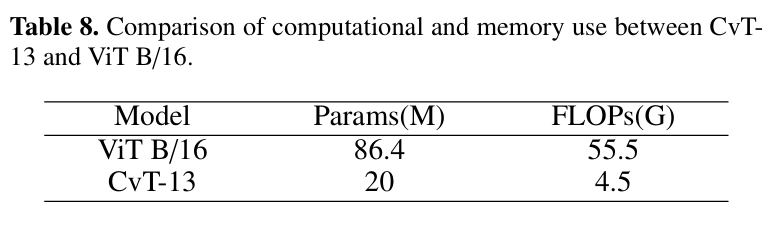 Table 8. Comparison of computational and memory use between CvT-
13 and ViT B/16.
Model Params(M) FLOPs(G)
ViT B/16 86.4 55.5
CvT-13 20 4.5